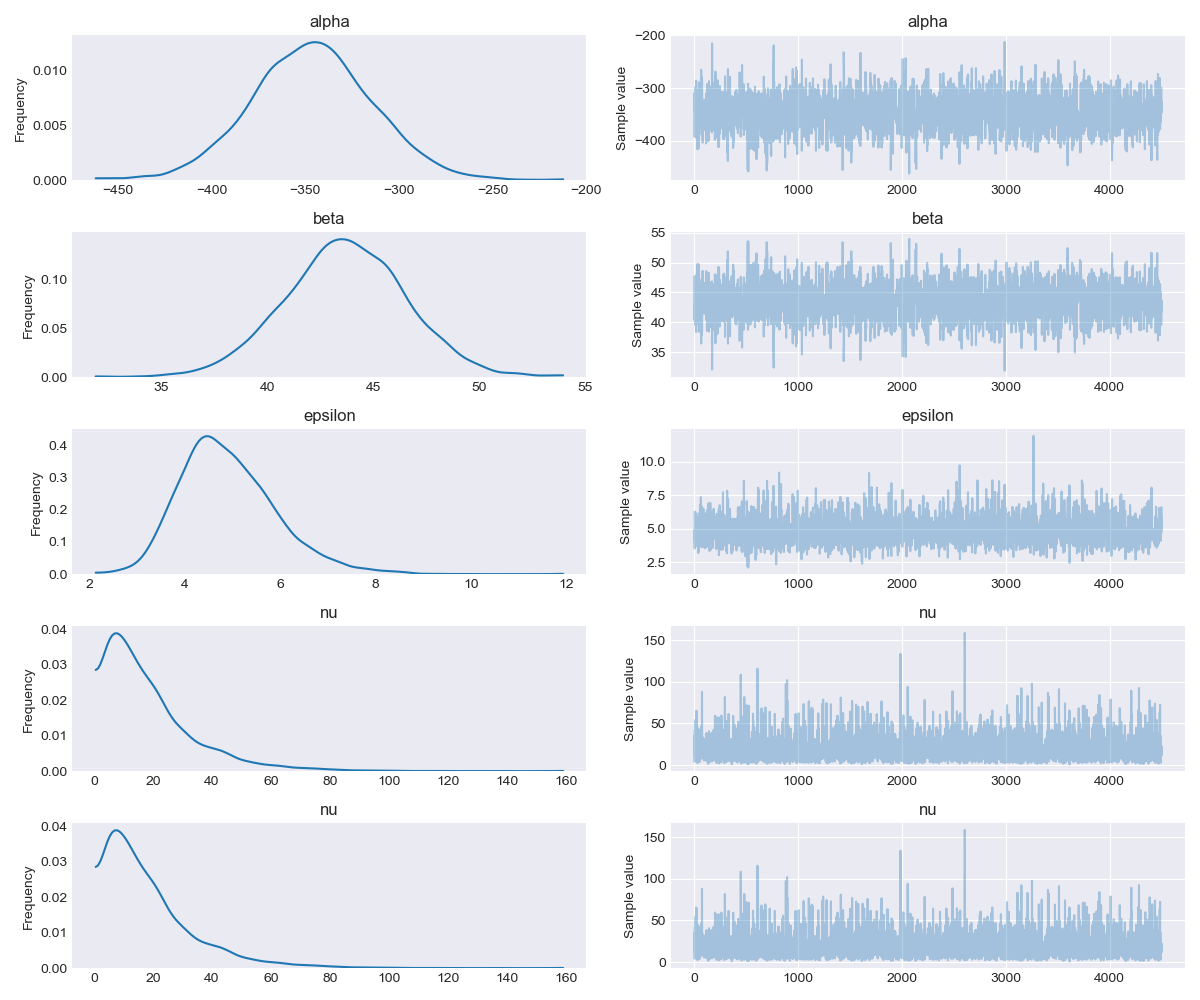 alpha alpha
Frequency
0.010
0.005
0.000
−450 −400 −350 −300 −250 −200
Sample value
−200
−300
−400
0 1000 2000 3000 4000
beta beta
Frequency
0.10
0.05
0.00
35 40 45 50 55
Sample value
55
50
45
40
35
0 1000 2000 3000 4000
epsilon epsilon
Frequency
0.4
0.3
0.2
0.1
0.0
2 4 6 8 10 12
Sample value
10.0
7.5
5.0
2.5
0 1000 2000 3000 4000
nu nu
Frequency
0.04
0.03
0.02
0.01
0.00
0 20 40 60 80 100 120 140 160
Sample value
150
100
50
0
0 1000 2000 3000 4000
nu nu
Frequency
0.04
0.03
0.02
0.01
0.00
0 20 40 60 80 100 120 140 160
Sample value
150
100
50
0
0 1000 2000 3000 4000